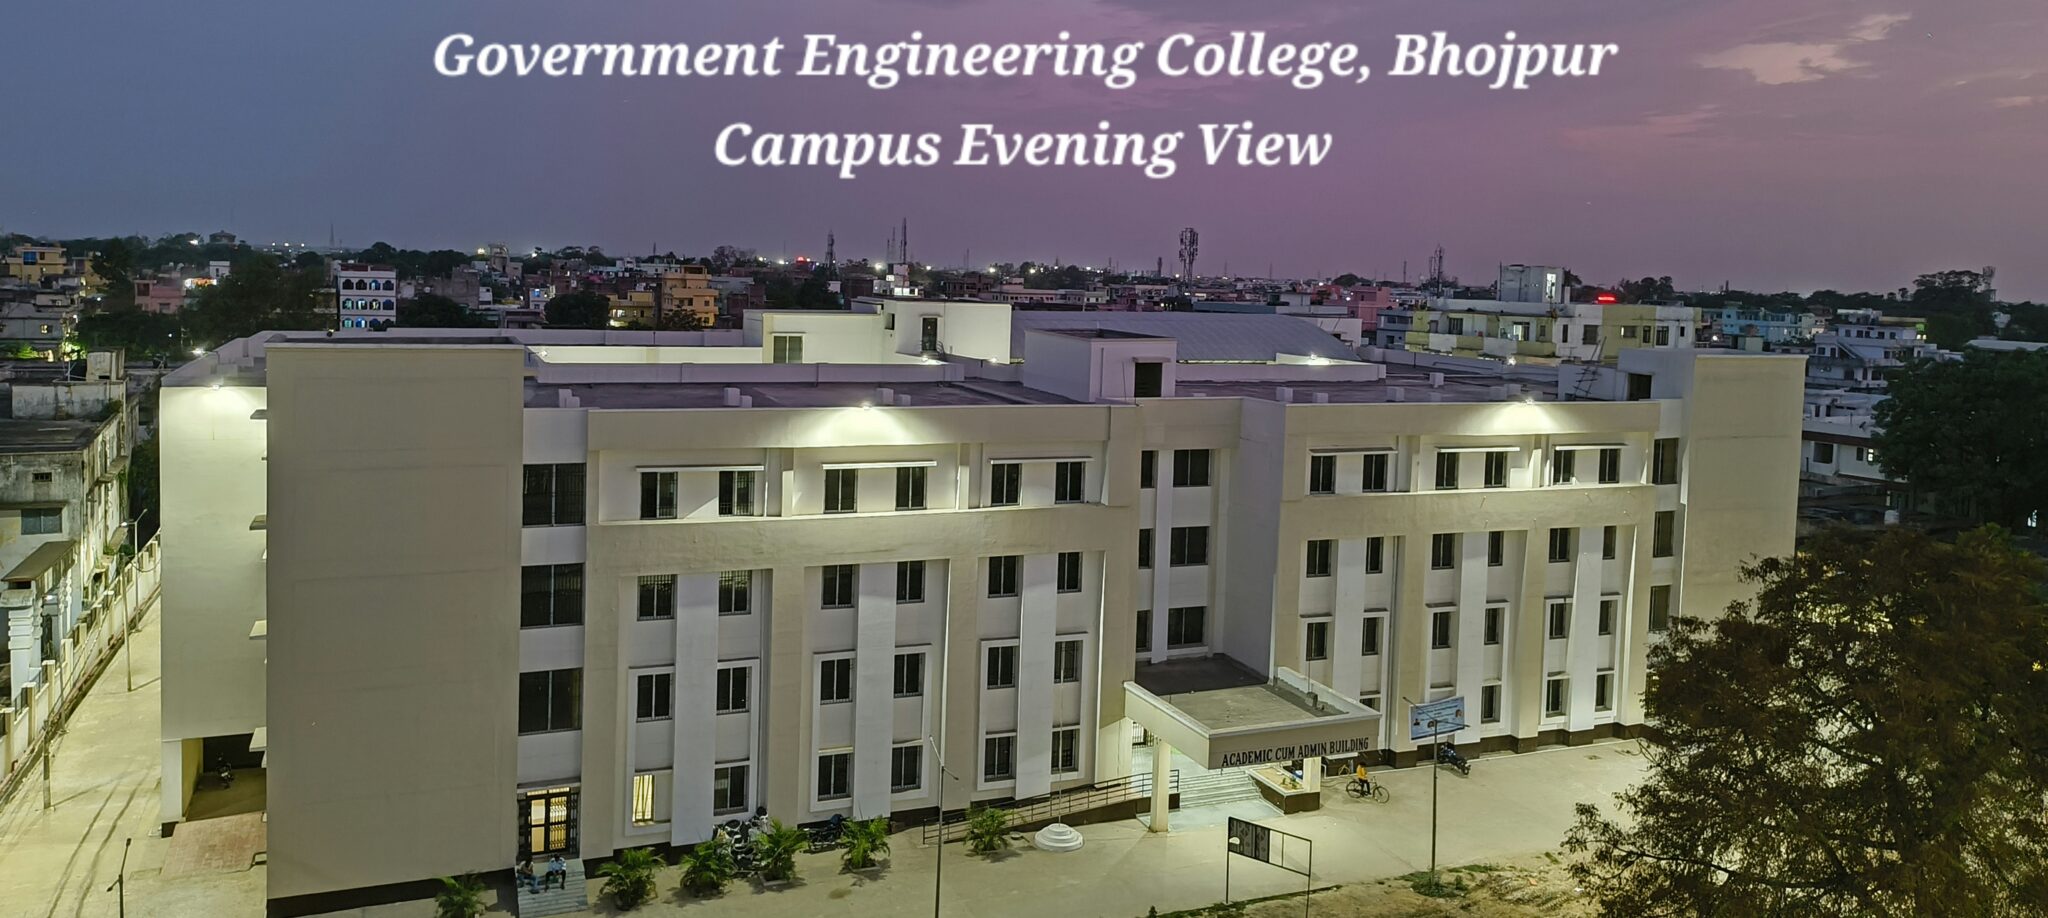 Government Engineering College, Bhojpur
Campus Evening View
ACADEMIC CUM ADMIN BUILDING